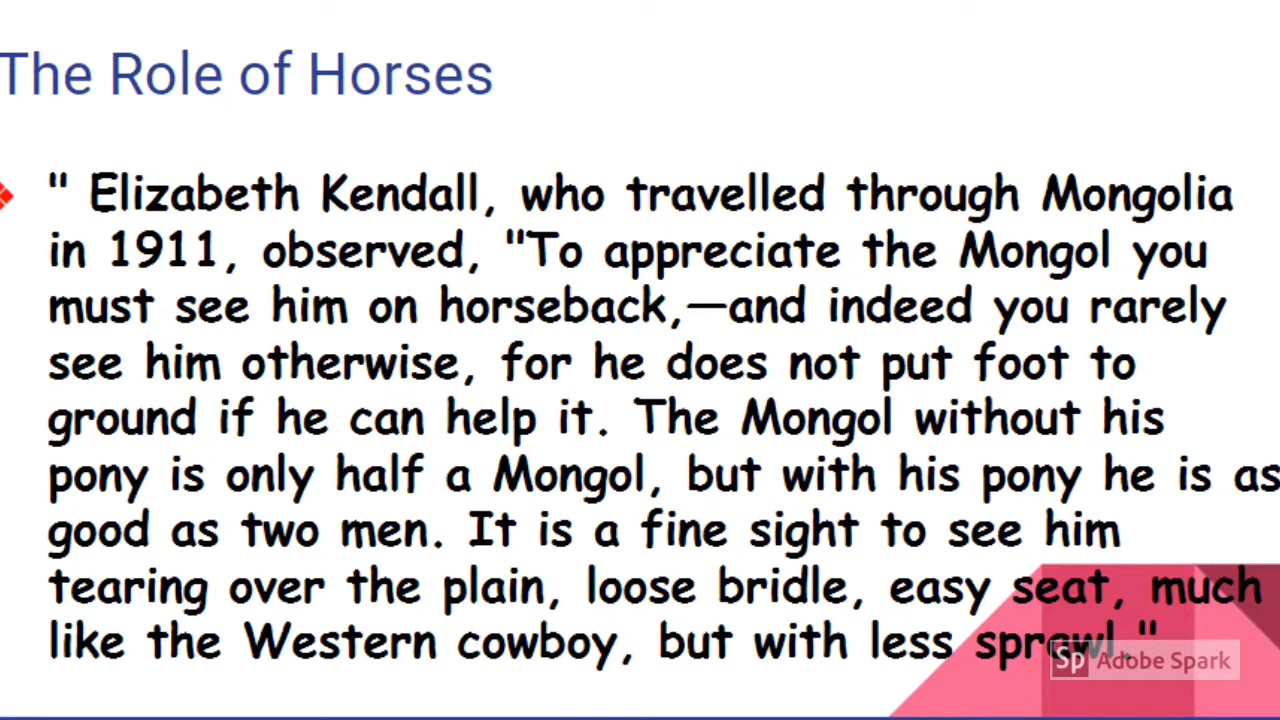 The Role of Horses
" Elizabeth Kendall, who travelled through Mongolia
in 1911, observed, "To appreciate the Mongol you
must see him on horseback,—and indeed you rarely
see him otherwise, for he does not put foot to
ground if he can help it. The Mongol without his
pony is only half a Mongol, but with his pony he is as
good as two men. It is a fine sight to see him
tearing over the plain, loose bridle, easy seat, much
like the Western cowboy, but with less sprawl."
Sp Adobe Spark